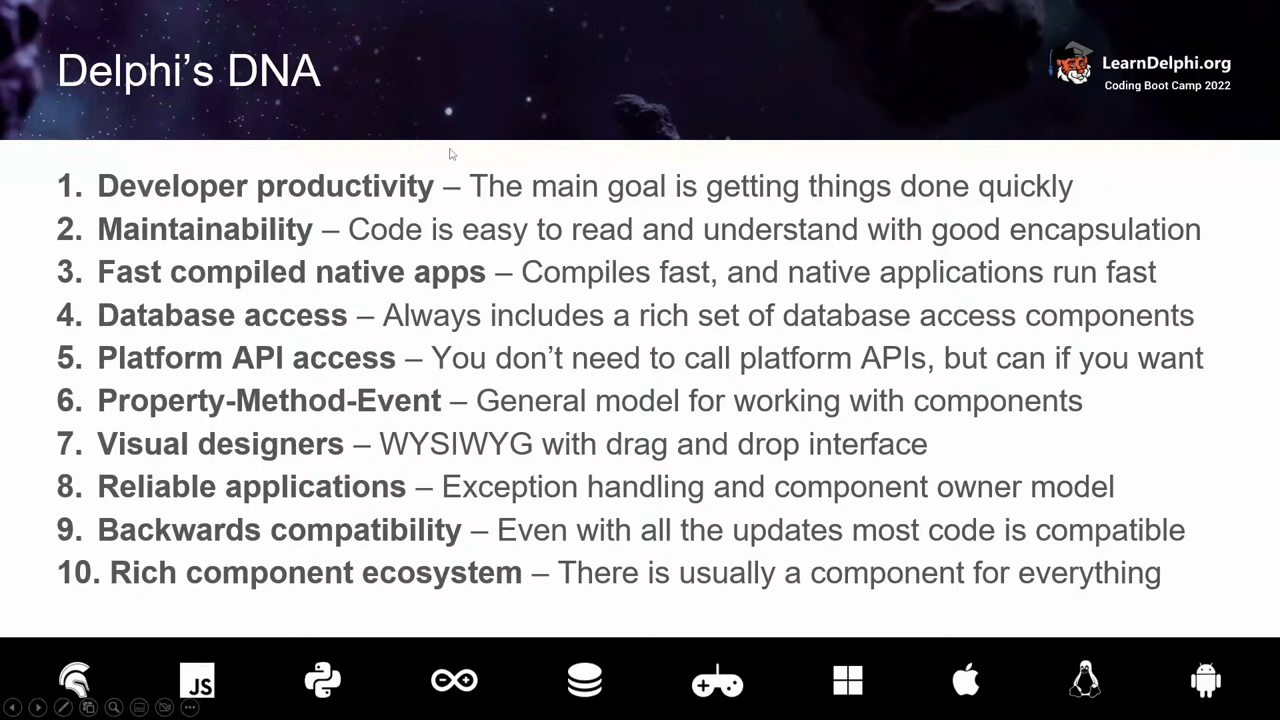 Delphi's DNA
LearnDelphi.org
Coding Boot Camp 2022
1. Developer productivity – The main goal is getting things done quickly
2. Maintainability – Code is easy to read and understand with good encapsulation
3. Fast compiled native apps – Compiles fast, and native applications run fast
4. Database access – Always includes a rich set of database access components
5. Platform API access – You don't need to call platform APIs, but can if you want
6. Property-Method-Event – General model for working with components
7. Visual designers – WYSIWYG with drag and drop interface
8. Reliable applications – Exception handling and component owner model
9. Backwards compatibility – Even with all the updates most code is compatible
10. Rich component ecosystem – There is usually a component for everything
JS